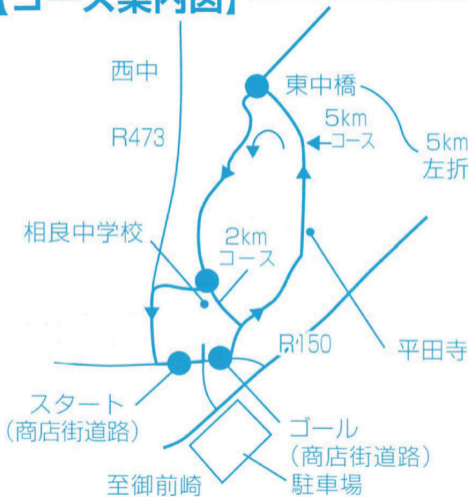 【コース案内図】
西中
東中橋
R473
5km
コース
5km
左折
相良中学校
2km
コース
R150
平田寺
スタート
(商店街道路)
ゴール
(商店街道路)
至御前崎
駐車場